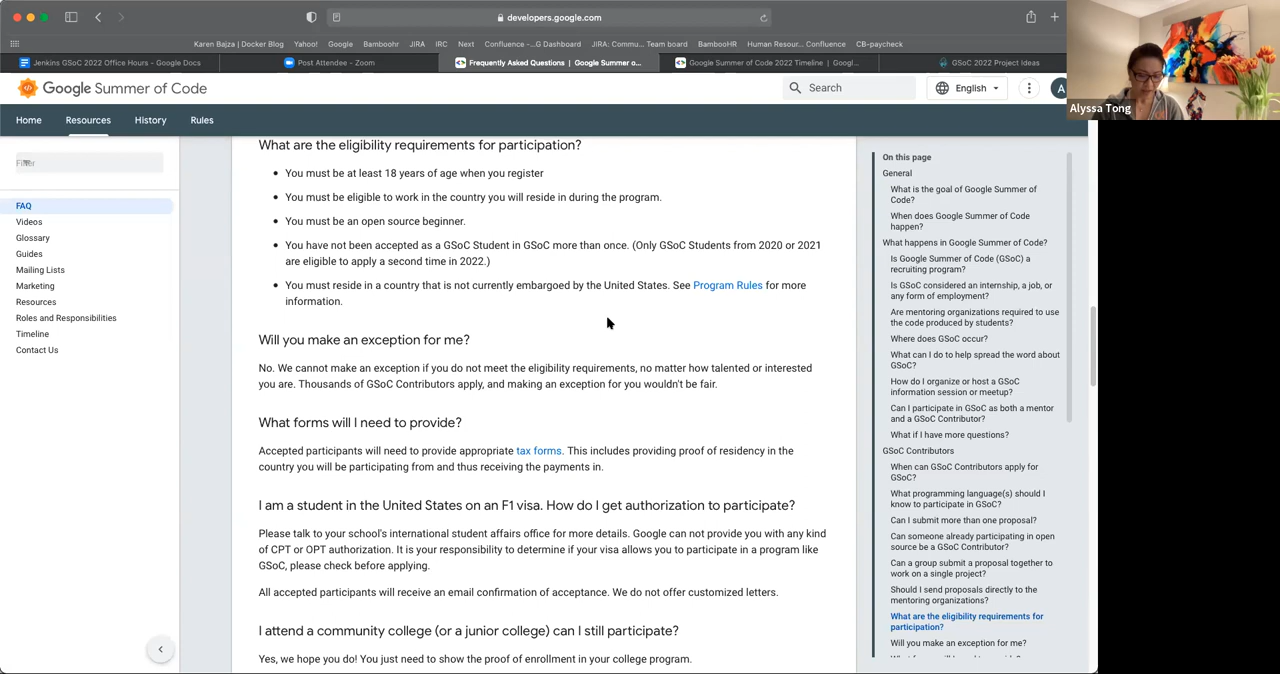 developers.google.com
Karen Bajza | Docker Blog
Yahoo!
Google
Bamboohr
JIRA
IRC
Next
Confluence -...G Dashboard
JIRA: Commu... Team board
BambooHR
Human Resour... Confluence
CB-paycheck
Jenkins GSoC 2022 Office Hours - Google Docs
Post Attendee - Zoom
Frequently Asked Questions | Google Summer o...
Google Summer of Code 2022 Timeline | Googl...
GSoC 2022 Project Ideas
Alyssa Tong
Google Summer of Code
Search
English
A
Home
Resources
History
Rules
Filter
FAQ
Videos
Glossary
Guides
Mailing Lists
Marketing
Resources
Roles and Responsibilities
Timeline
Contact Us
What are the eligibility requirements for participation?
• You must be at least 18 years of age when you register
• You must be eligible to work in the country you will reside in during the program.
• You must be an open source beginner.
• You have not been accepted as a GSoC Student in GSoC more than once. (Only GSoC Students from 2020 or 2021
are eligible to apply a second time in 2022.)
• You must reside in a country that is not currently embargoed by the United States. See Program Rules for more
information.
Will you make an exception for me?
No. We cannot make an exception if you do not meet the eligibility requirements, no matter how talented or interested
you are. Thousands of GSoC Contributors apply, and making an exception for you wouldn't be fair.
What forms will I need to provide?
Accepted participants will need to provide appropriate tax forms. This includes providing proof of residency in the
country you will be participating from and thus receiving the payments in.
I am a student in the United States on an F1 visa. How do I get authorization to participate?
Please talk to your school's international student affairs office for more details. Google can not provide you with any kind
of CPT or OPT authorization. It is your responsibility to determine if your visa allows you to participate in a program like
GSoC, please check before applying.
All accepted participants will receive an email confirmation of acceptance. We do not offer customized letters.
I attend a community college (or a junior college) can I still participate?
Yes, we hope you do! You just need to show the proof of enrollment in your college program.
On this page
General
What is the goal of Google Summer of
Code?
When does Google Summer of Code
happen?
What happens in Google Summer of Code?
Is Google Summer of Code (GSoC) a
recruiting program?
Is GSoC considered an internship, a job, or
any form of employment?
Are mentoring organizations required to use
the code produced by students?
Where does GSoC occur?
What can I do to help spread the word about
GSoC?
How do I organize or host a GSoC
information session or meetup?
Can I participate in GSoC as both a mentor
and a GSoC Contributor?
What if I have more questions?
GSoC Contributors
When can GSoC Contributors apply for
GSoC?
What programming language(s) should I
know to participate in GSoC?
Can I submit more than one proposal?
Can someone already participating in open
source be a GSoC Contributor?
Can a group submit a proposal together to
work on a single project?
Should I send proposals directly to the
mentoring organizations?
What are the eligibility requirements for
participation?
Will you make an exception for me?